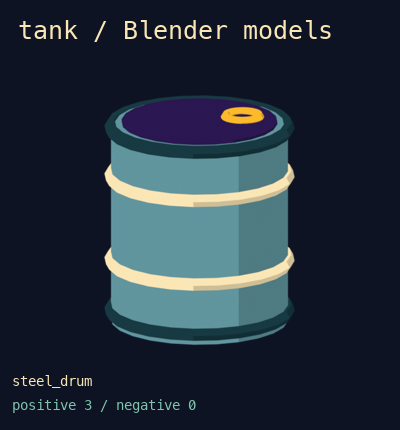 tank / Blender models
steel_drum
positive 3 / negative 0